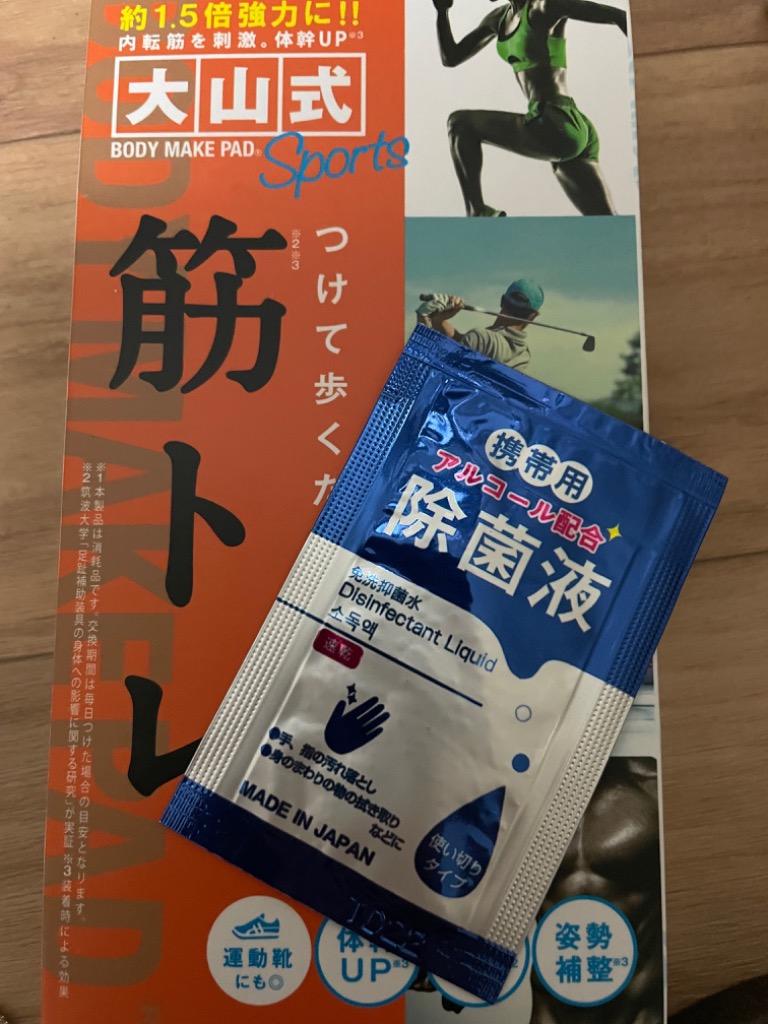 約1.5倍強力に!!
内転筋を刺激。体幹UP※3
大山式
BODY MAKE PAD®
Sports
筋トレ
※2※3
つけて歩くだ
※1本製品は消耗品です。交換期間は毎日つけた場合の目安となります。
※2筑波大学「足趾補助装具の身体への影響に関する研究」が実証 ※3装着時による効果
BODY MAKE PAD
携帯用
アルコール配合
除菌液
免洗抑菌水
Disinfectant Liquid
소독액
速乾
●手、指の汚れ落とし
●身のまわりの物の拭き取り
などに
MADE IN JAPAN
使い切り
タイプ
運動靴
にも◎
UP※3
姿勢
補整※3